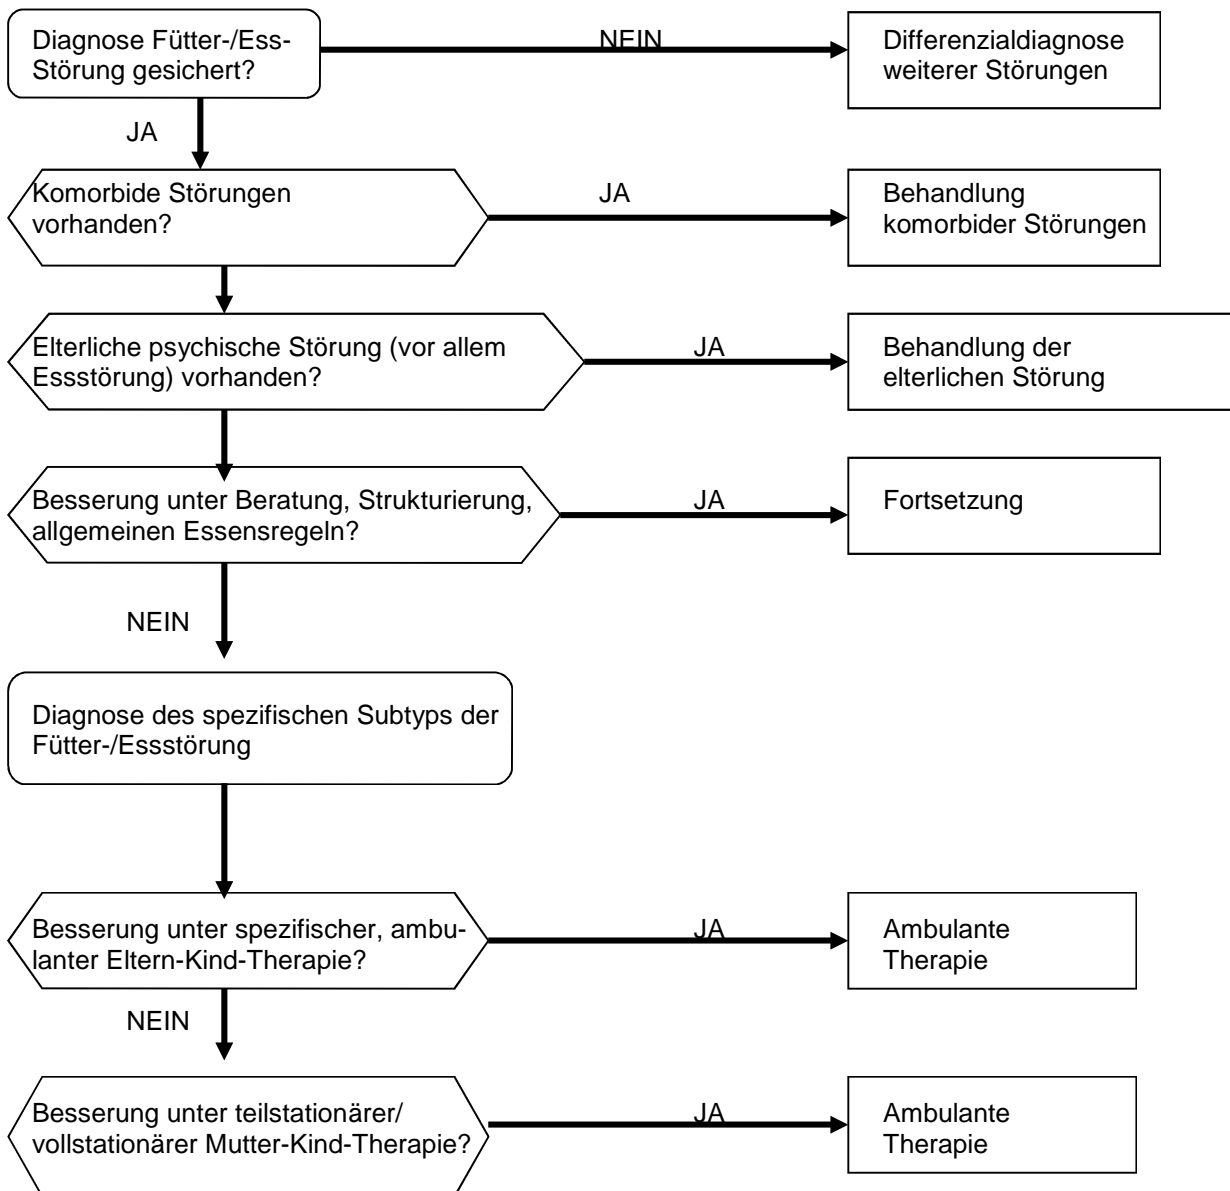 Diagnose Fütter-/Ess-
Störung gesichert?
NEIN
Differenzialdiagnose
weiterer Störungen
JA
Komorbide Störungen
vorhanden?
JA
Behandlung
komorbider Störungen
Elterliche psychische Störung (vor allem
Essstörung) vorhanden?
JA
Behandlung der
elterlichen Störung
Besserung unter Beratung, Strukturierung,
allgemeinen Essensregeln?
JA
Fortsetzung
NEIN
Diagnose des spezifischen Subtyps der
Fütter-/Essstörung
Besserung unter spezifischer, ambu-
lanter Eltern-Kind-Therapie?
JA
Ambulante
Therapie
NEIN
Besserung unter teilstationärer/
vollstationärer Mutter-Kind-Therapie?
JA
Ambulante
Therapie